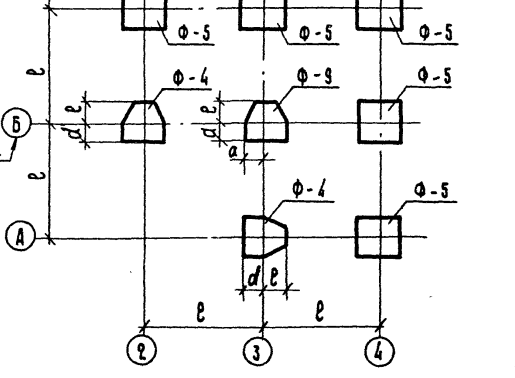 Ф-5 Ф-5 Ф-5
ℓ
Ф-4 Ф-9 Ф-5
ℓ ℓ
Б
d d
a
ℓ
Ф-4 Ф-5
А
d ℓ
ℓ ℓ
2 3 4